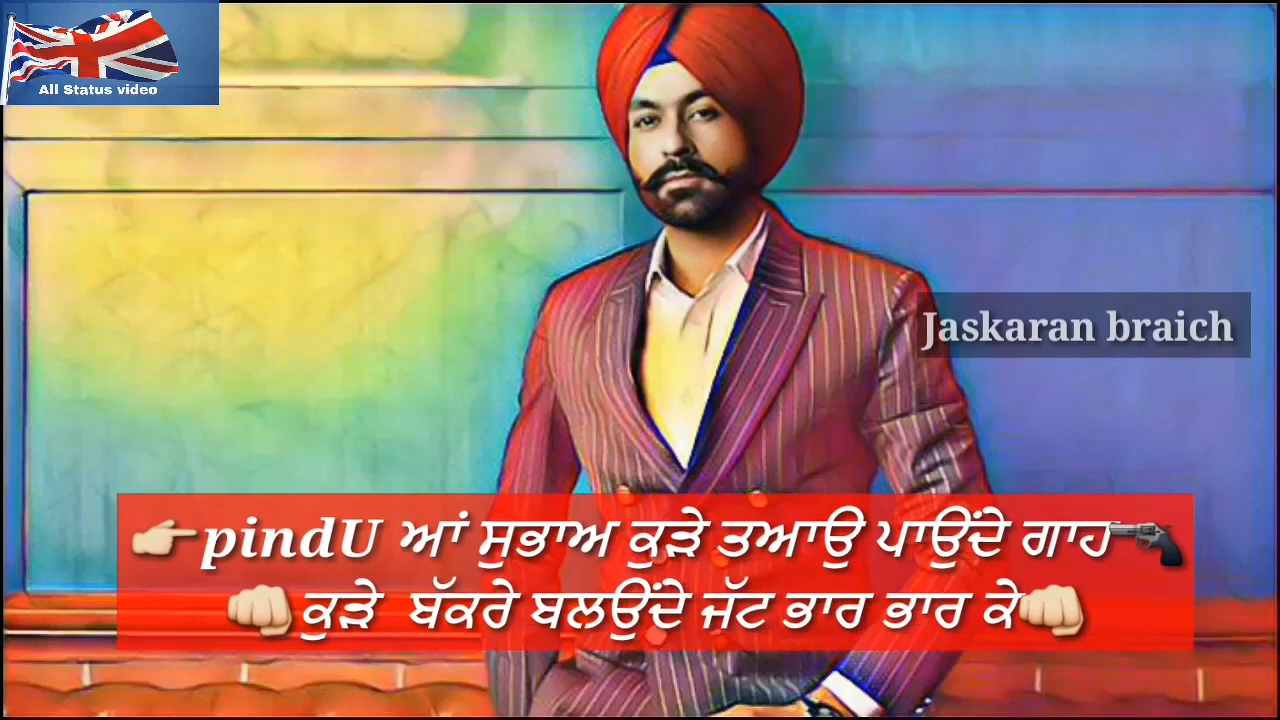 All Status video
Jaskaran braich
👉pindU ਆਂ ਸੁਭਾਅ ਕੁੜੇ ਤਆਉ ਪਾਉਂਦੇ ਗਾਹ🔫
👊ਕੁੜੇ ਬੱਕਰੇ ਬਲਉਂਦੇ ਜੱਟ ਭਾਰ ਭਾਰ ਕੇ👊